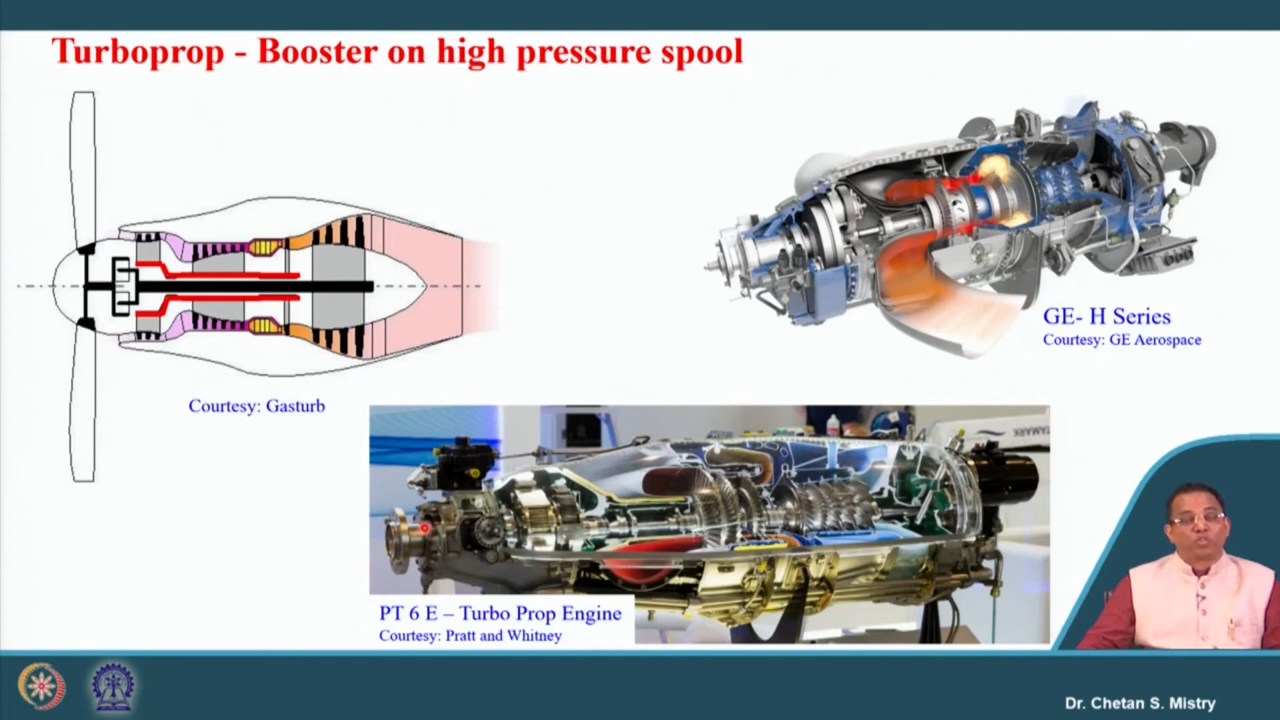 Turboprop - Booster on high pressure spool
GE- H Series
Courtesy: GE Aerospace
Courtesy: Gasturb
PT 6 E – Turbo Prop Engine
Courtesy: Pratt and Whitney
Dr. Chetan S. Mistry